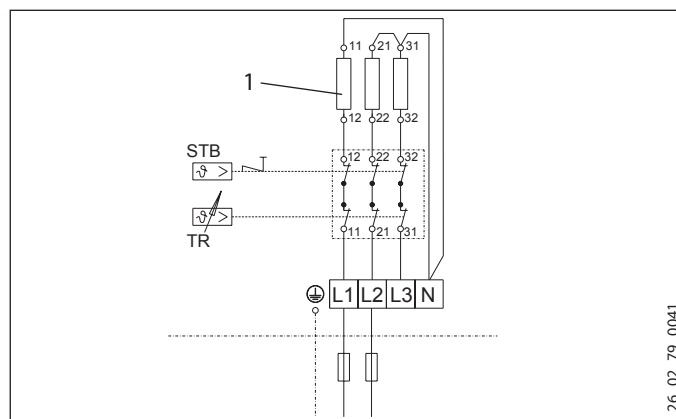 11 21 31
1
12 22 32
STB
12 22 32
ϑ >
ϑ >
TR
11 21 31
L1 L2 L3 N
26_02_79_0041